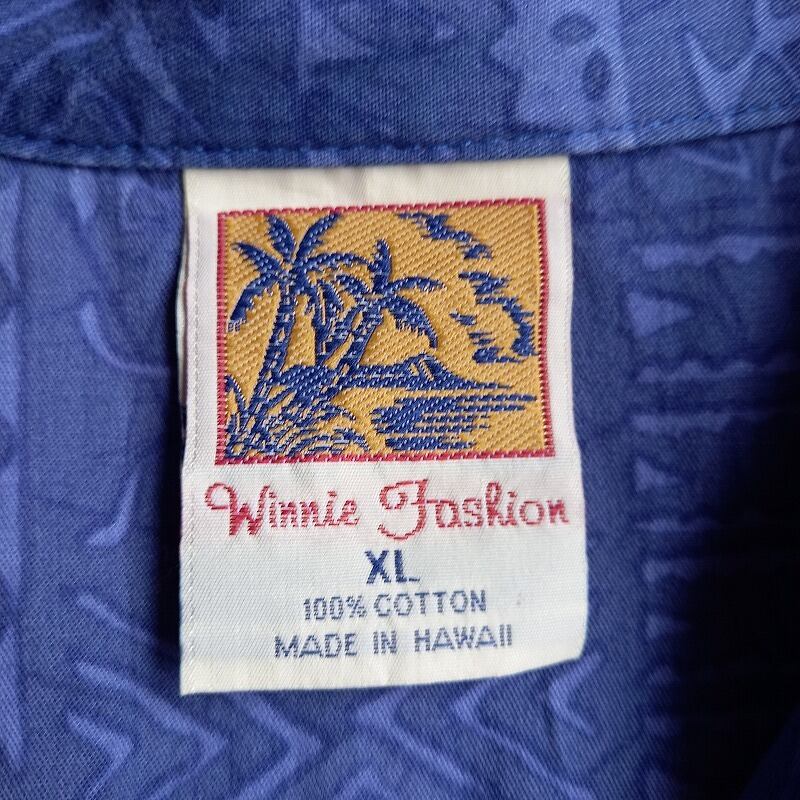 Winnie Fashion
XL
100% COTTON
MADE IN HAWAII